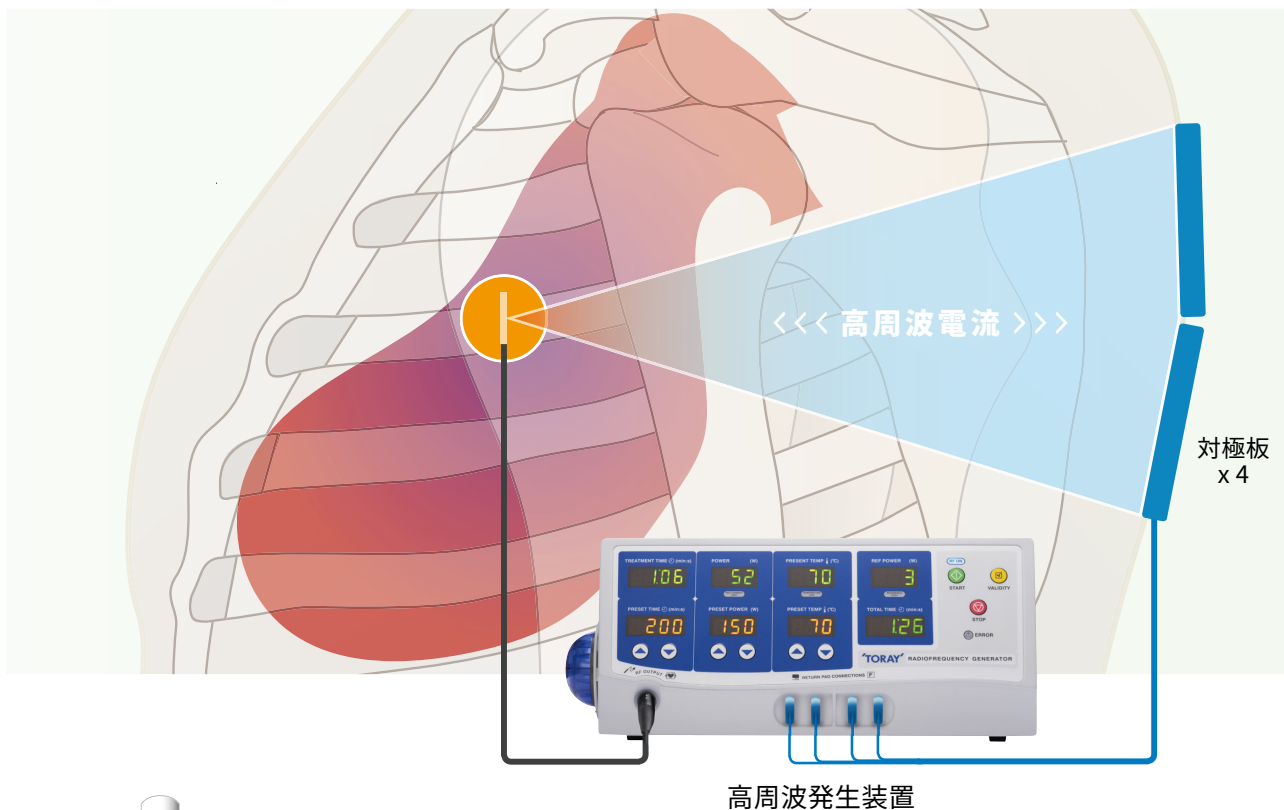 <<< 高周波電流 >>>
対極板
x 4
TREATMENT TIME (min:s)
1:06
POWER (W)
52
PRESENT TEMP (°C)
70
REF POWER (W)
3
START
VALIDITY
PRESET TIME (min:s)
200
PRESET POWER (W)
150
PRESET TEMP (°C)
70
TOTAL TIME (min:s)
1:26
STOP
ERROR
"TORAY" RADIOFREQUENCY GENERATOR
RF OUTPUT
RETURN PAD CONNECTIONS F
高周波発生装置